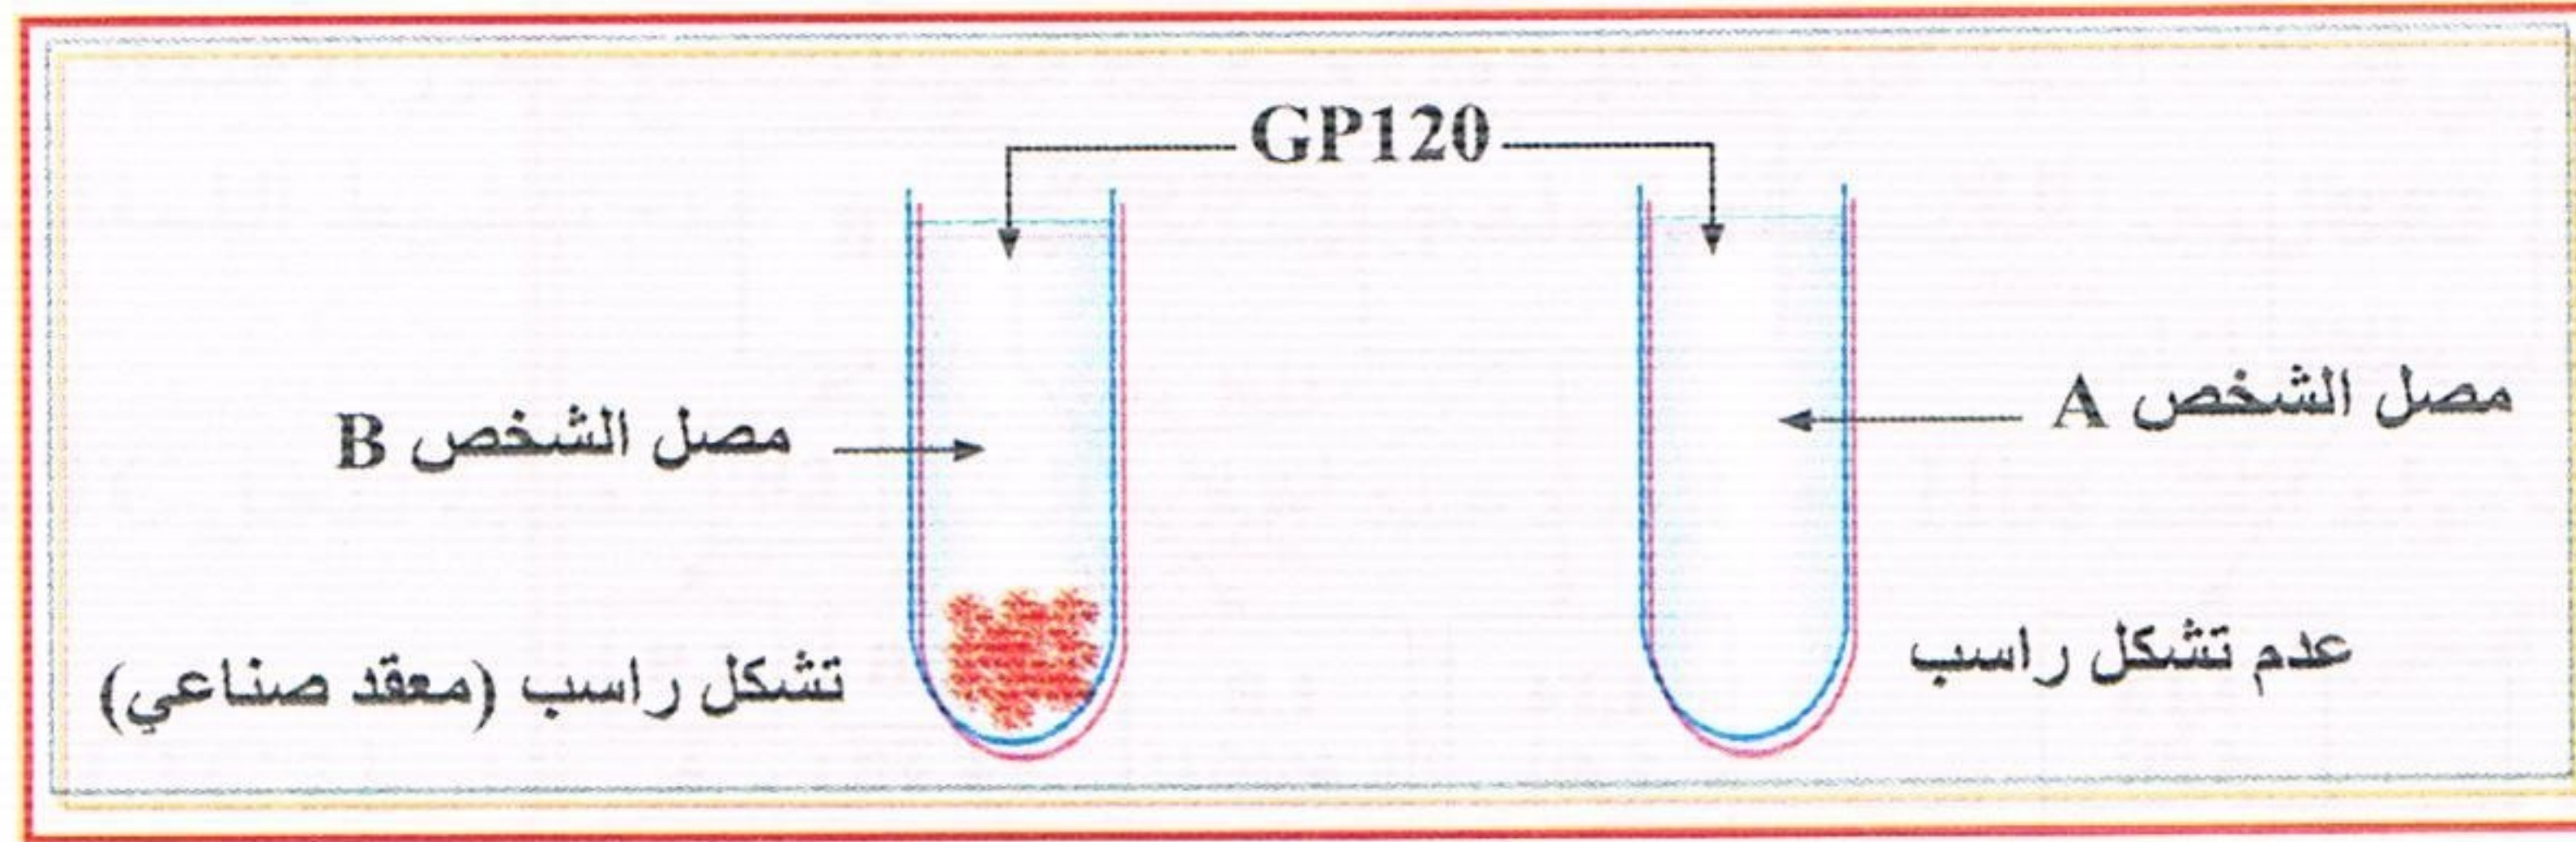 GP120
مصل الشخص A
مصل الشخص B
عدم تشكل راسب
تشكل راسب (معقد صناعي)